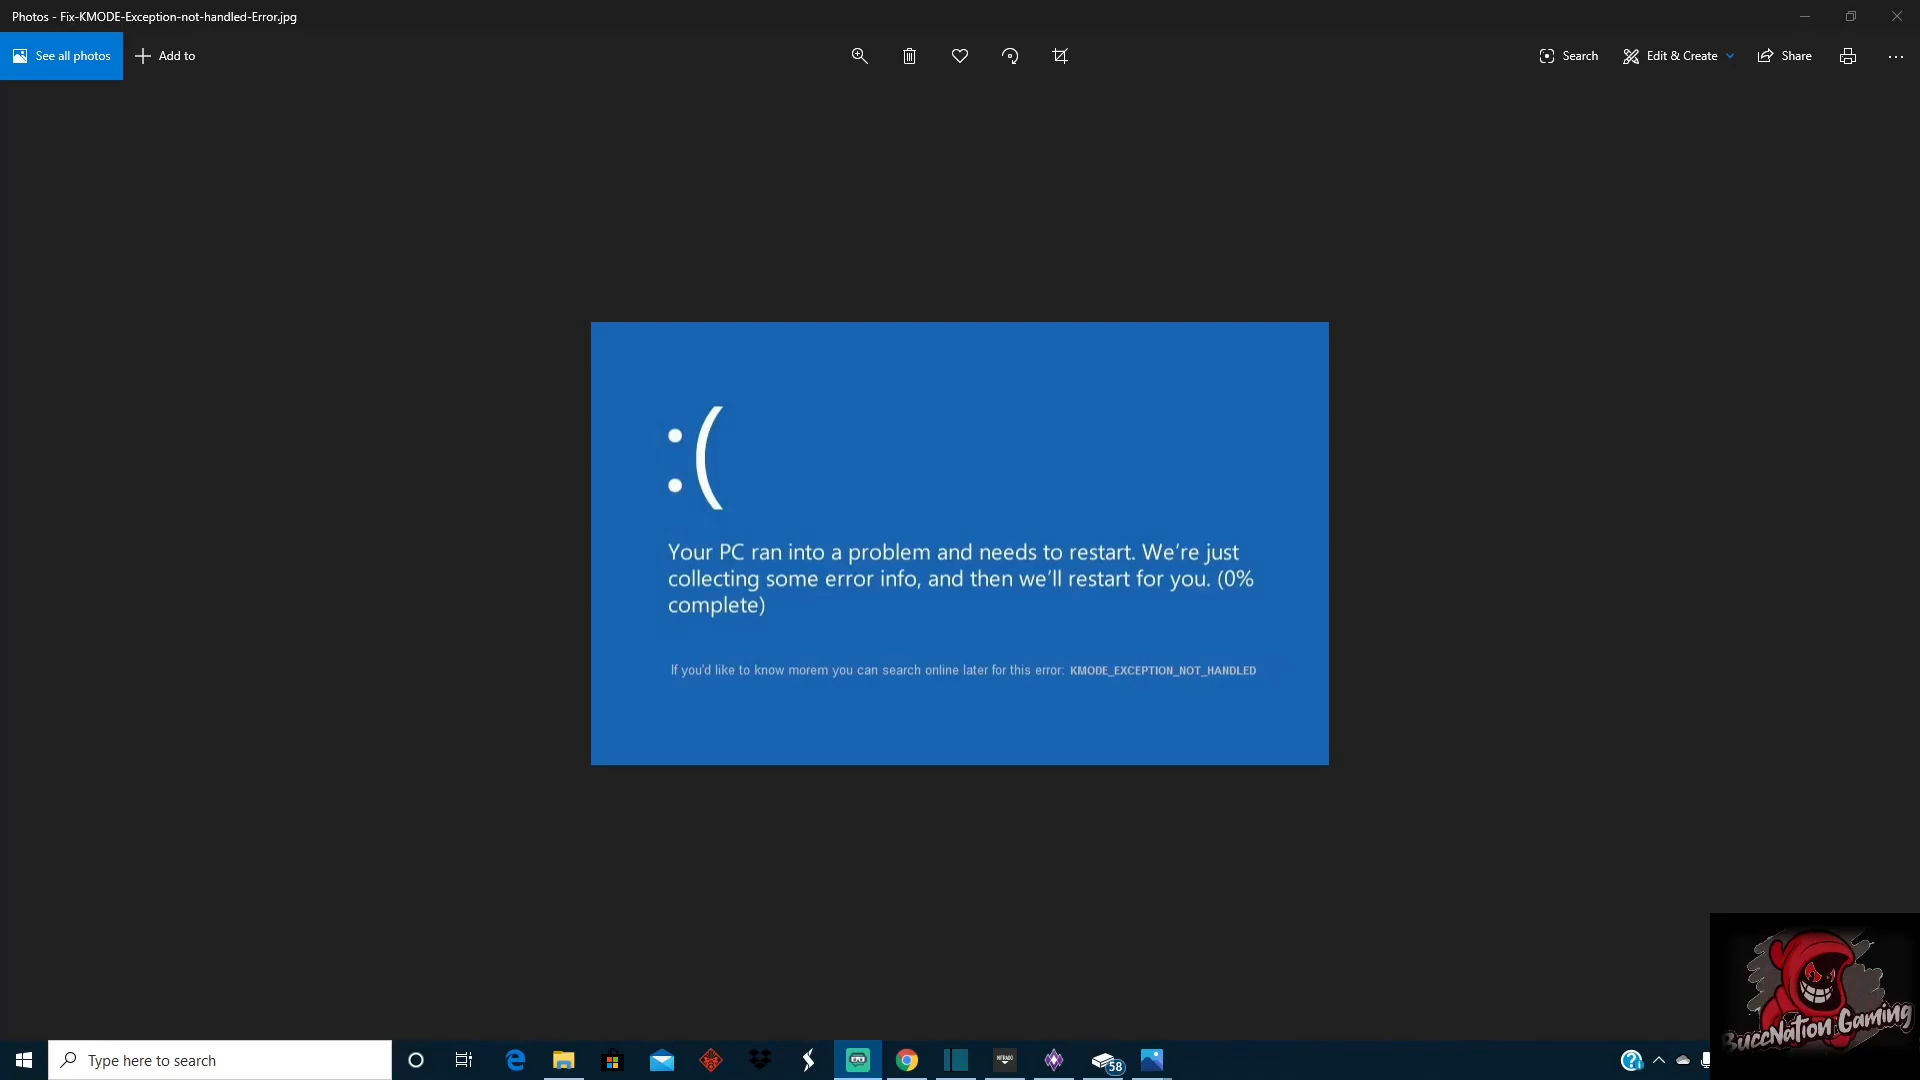 Photos - Fix-KMODE-Exception-not-handled-Error.jpg
See all photos
Add to
Search
Edit & Create
Share
:(
Your PC ran into a problem and needs to restart. We're just
collecting some error info, and then we'll restart for you. (0%
complete)
If you'd like to know morem you can search online later for this error: KMODE_EXCEPTION_NOT_HANDLED
BuccNation Gaming
Type here to search
NITRADO
58